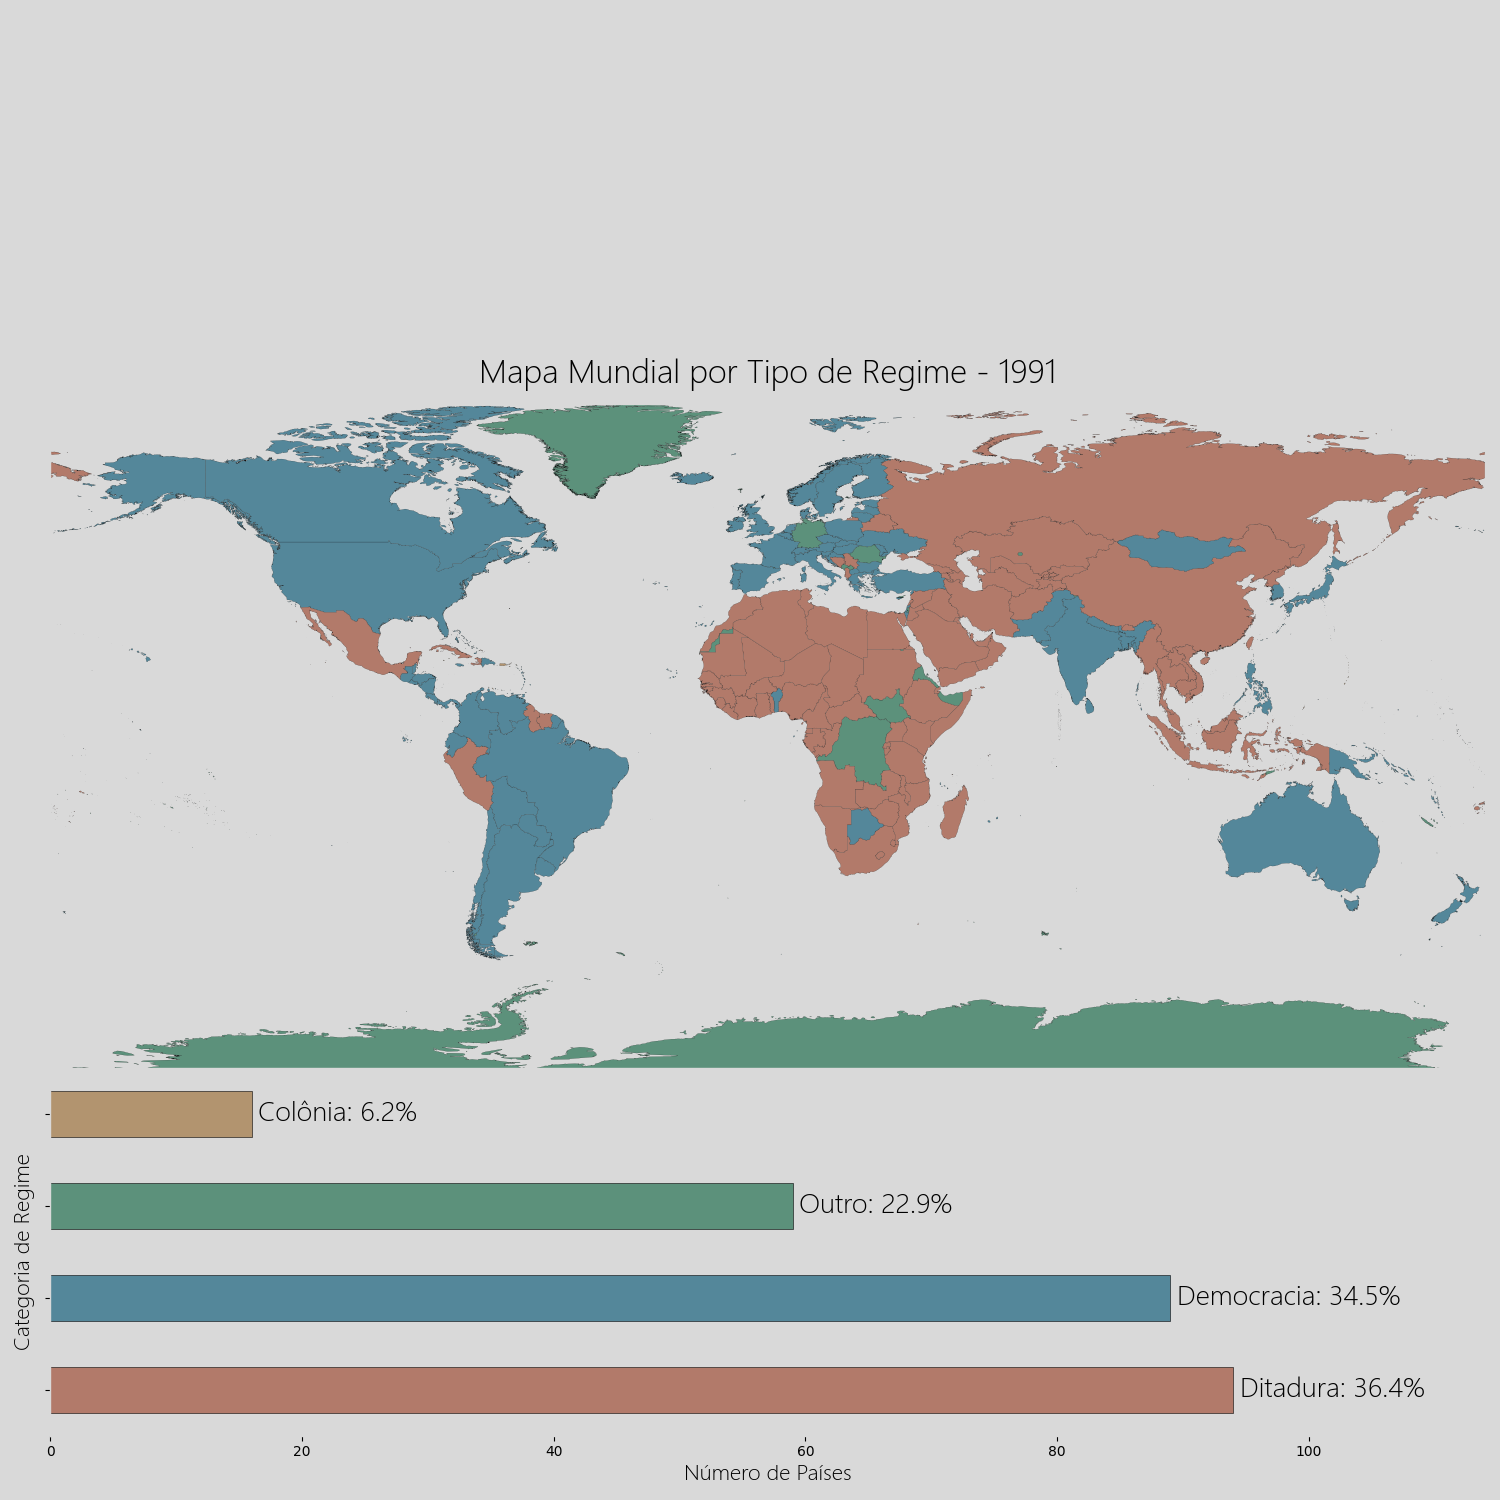 Mapa Mundial por Tipo de Regime - 1991
Colônia: 6.2%
Outro: 22.9%
Democracia: 34.5%
Ditadura: 36.4%
Categoria de Regime
0 20 40 60 80 100
Número de Países